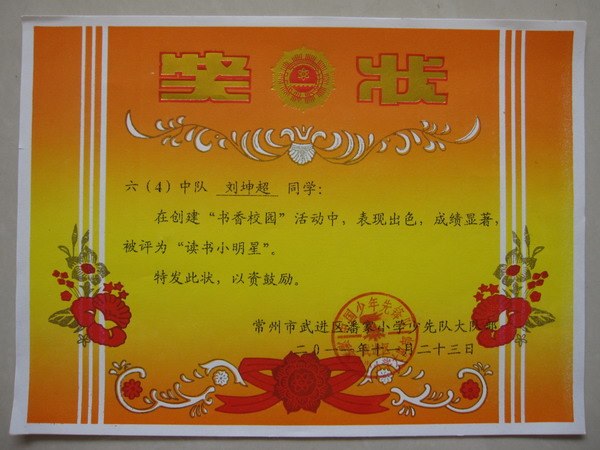 奖 状
六(4)中队 刘坤超 同学：
在创建“书香校园”活动中，表现出色，成绩显著，
被评为“读书小明星”。
特发此状，以资鼓励。
常州市武进区潘家小学少先队大队部
月二十三日